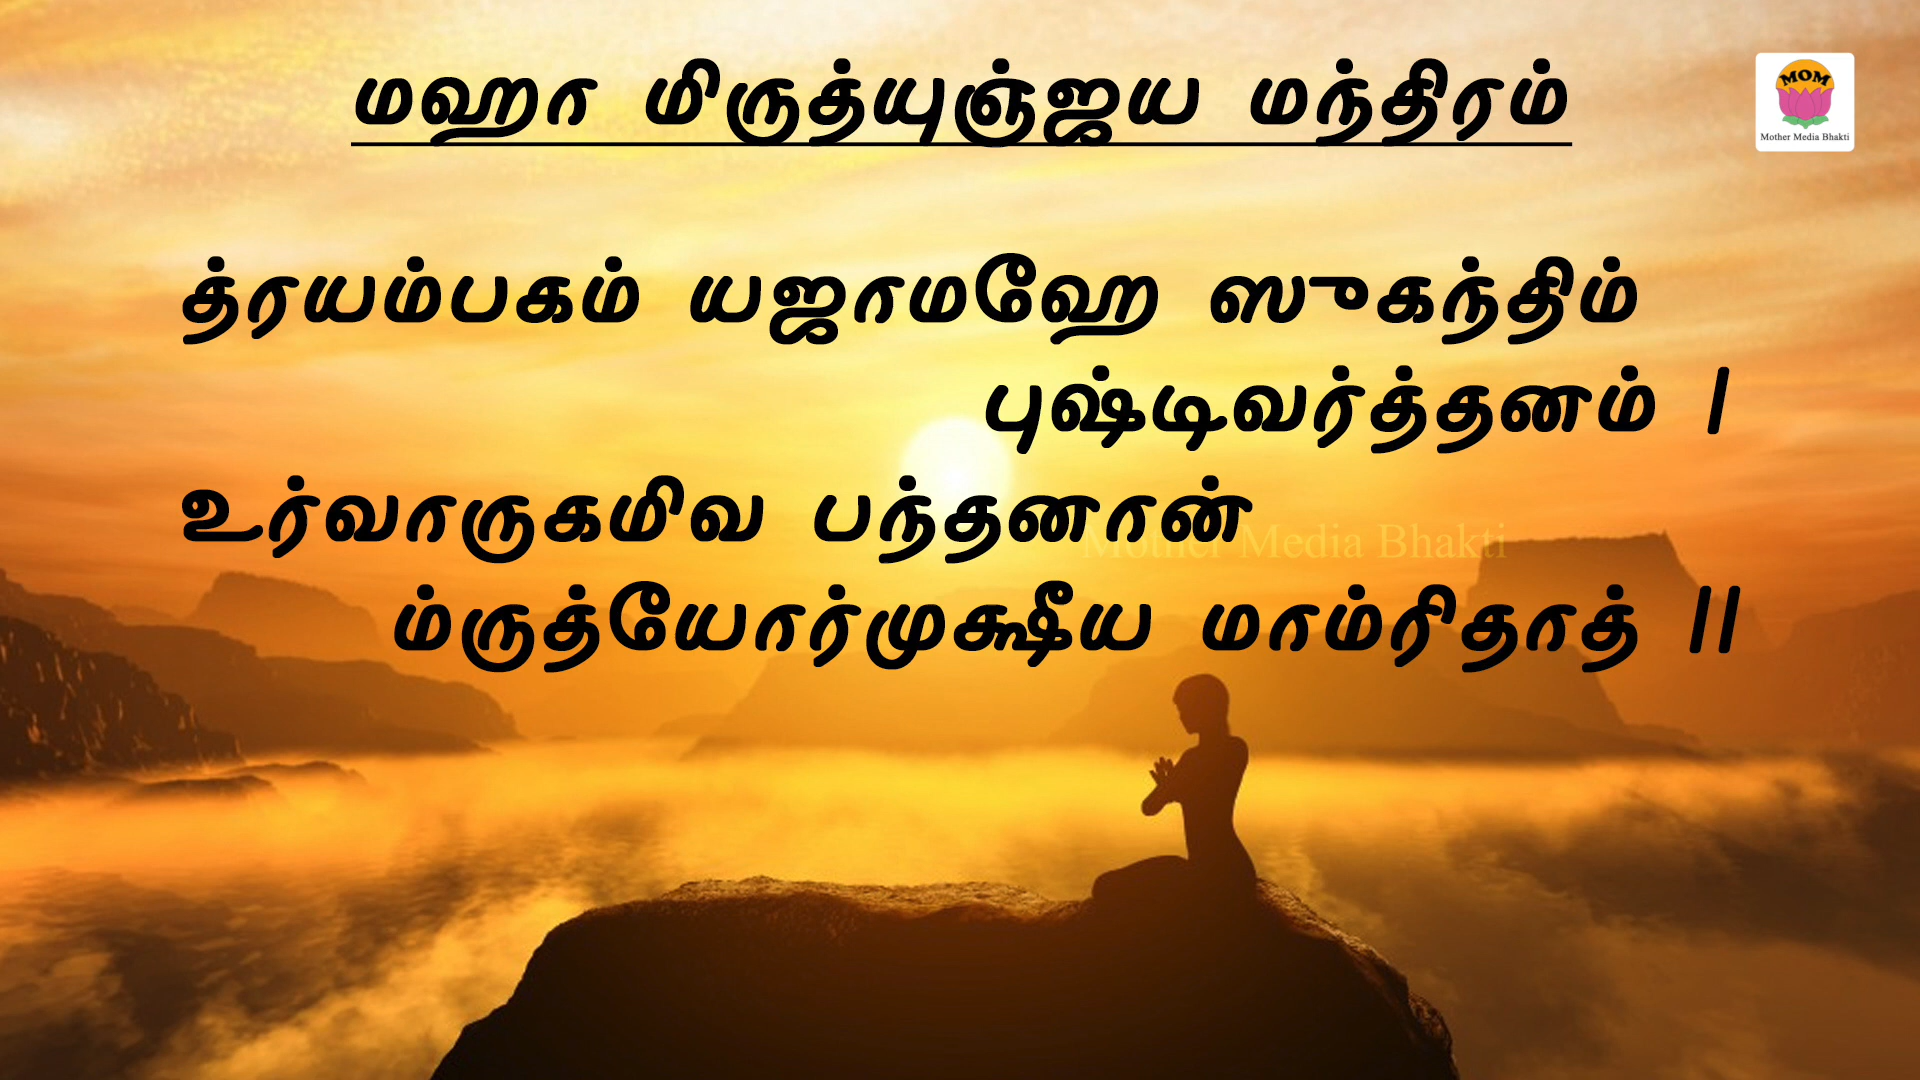 மஹா மிருத்யுஞ்ஜய மந்திரம்
MOM
Mother Media Bhakti
த்ரயம்பகம் யஜாமஹே ஸுகந்திம்
புஷ்டிவர்த்தனம் |
உர்வாருகமிவ பந்தனான்
Mother Media Bhakti
ம்ருத்யோர்முக்ஷீய மாம்ரிதாத் ||